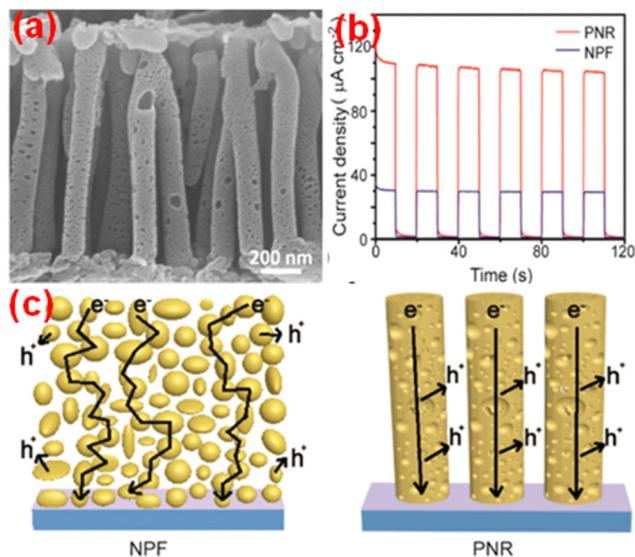 (a)
200 nm
(b)
PNR
NPF
Current density( μA cm-2)
120
80
40
0
0
40
80
120
Time (s)
(c)
e-
e-
e-
h+
h+
h+
h+
NPF
e-
e-
e-
h+
h+
h+
h+
h+
h+
PNR